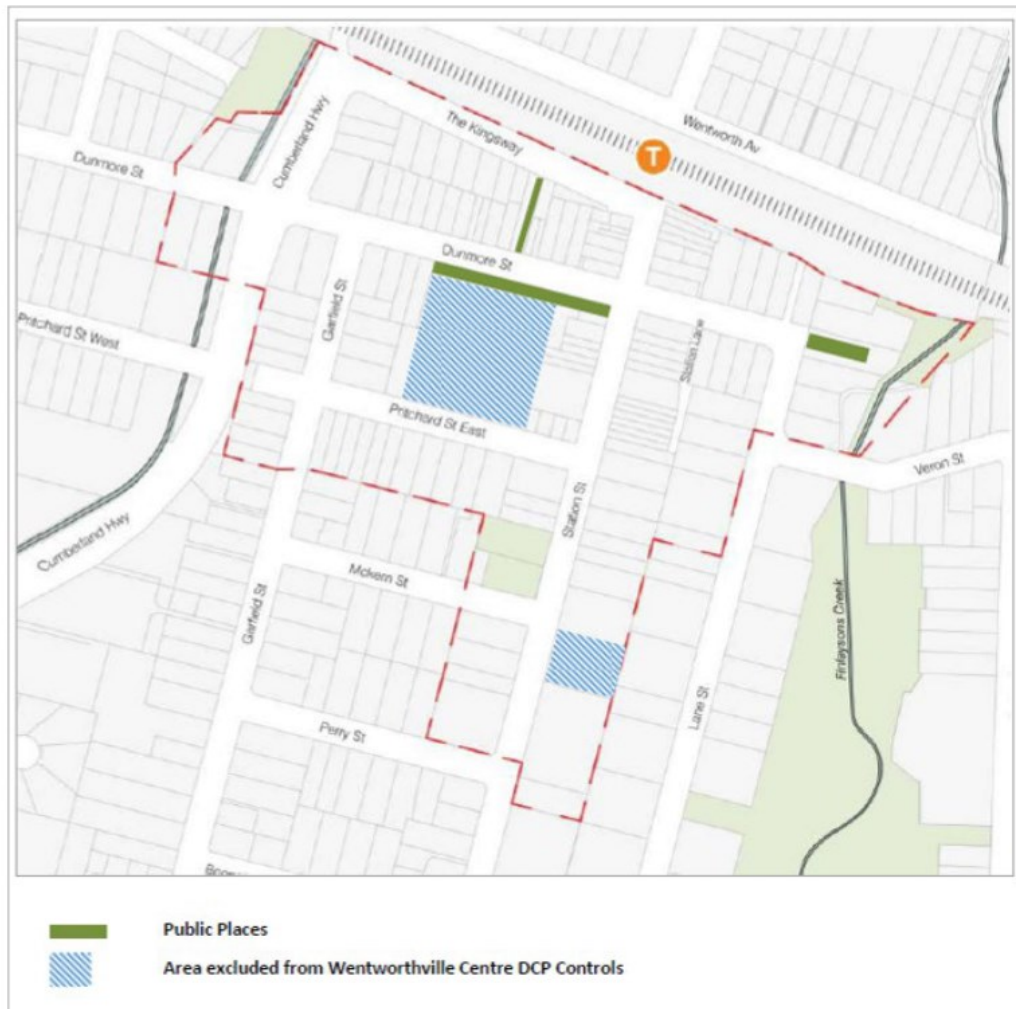 Wentworth Av
The Kingsway
T
Cumberland Hwy
Dunmore St
Dunmore St
Garfield St
Station Lane
Pritchard St West
Pritchard St East
Veron St
Station St
Cumberland Hwy
Mckern St
Garfield St
Finlaysons Creek
Lane St
Perry St
Public Places
Area excluded from Wentworthville Centre DCP Controls